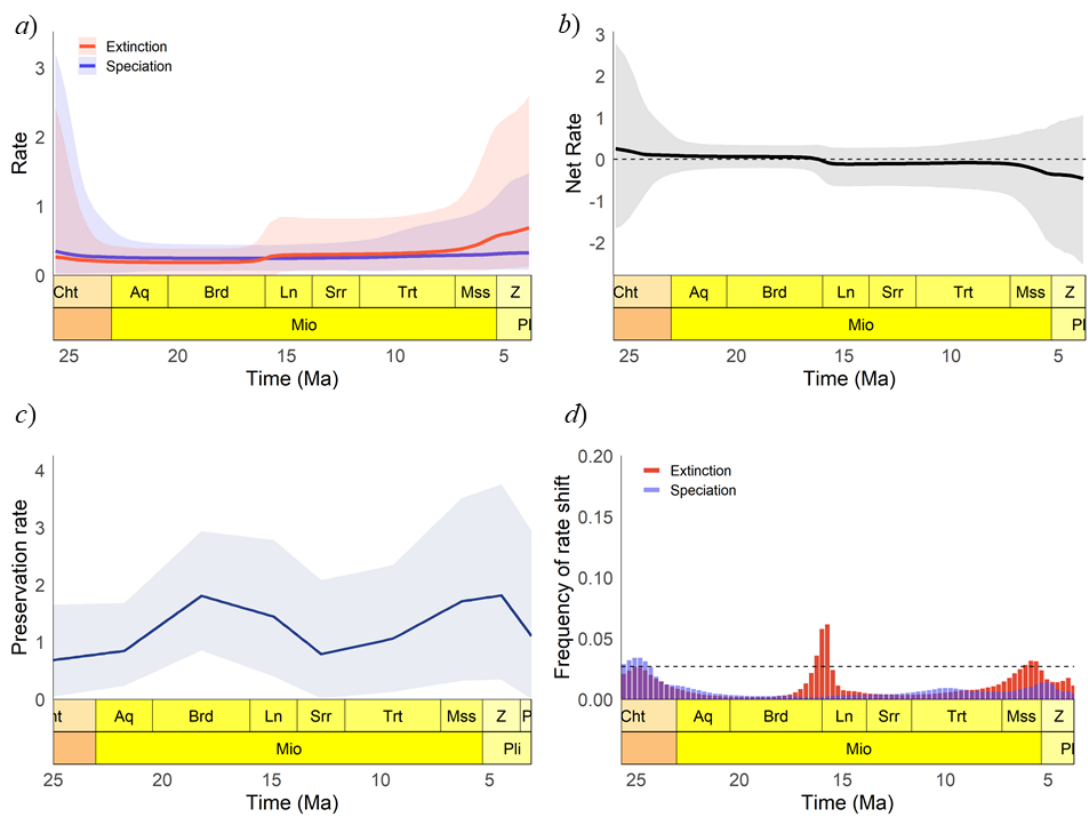 a)
Extinction
Speciation
Rate
3
2
1
0
Cht Aq Brd Ln Srr Trt Mss Z
Mio Pl
25 20 15 10 5
Time (Ma)
b)
Net Rate
3
2
1
0
-1
-2
Cht Aq Brd Ln Srr Trt Mss Z
Mio Pl
25 20 15 10 5
Time (Ma)
c)
Preservation rate
4
3
2
1
0
ht Aq Brd Ln Srr Trt Mss Z P
Mio Pli
25 20 15 10 5
Time (Ma)
d)
Extinction
Speciation
Frequency of rate shift
0.20
0.15
0.10
0.05
0.00
Cht Aq Brd Ln Srr Trt Mss Z
Mio Pl
20 15 10 5
Time (Ma)